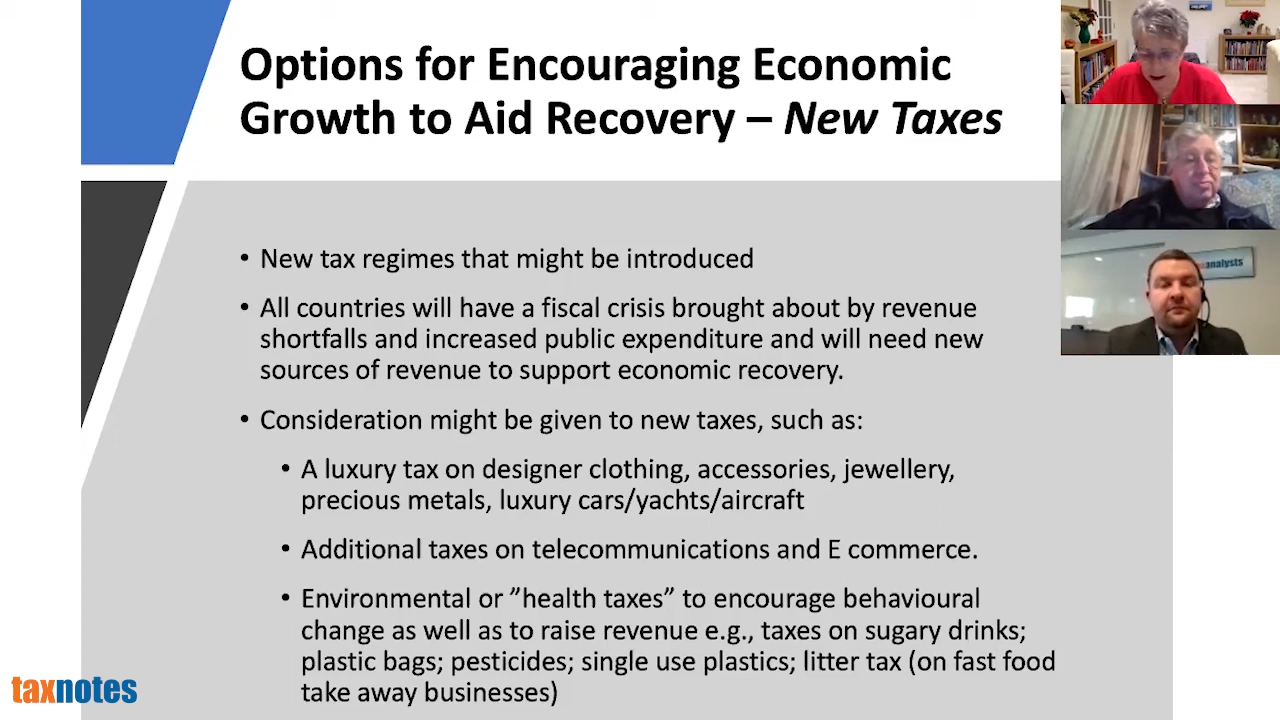 Options for Encouraging Economic
Growth to Aid Recovery – New Taxes
• New tax regimes that might be introduced
• All countries will have a fiscal crisis brought about by revenue
shortfalls and increased public expenditure and will need new
sources of revenue to support economic recovery.
• Consideration might be given to new taxes, such as:
• A luxury tax on designer clothing, accessories, jewellery,
precious metals, luxury cars/yachts/aircraft
• Additional taxes on telecommunications and E commerce.
• Environmental or ”health taxes” to encourage behavioural
change as well as to raise revenue e.g., taxes on sugary drinks;
plastic bags; pesticides; single use plastics; litter tax (on fast food
take away businesses)
taxnotes
analysts